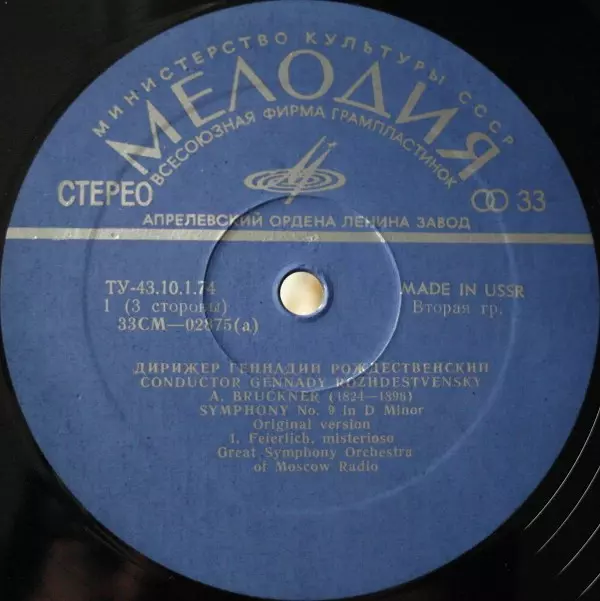 МИНИСТЕРСТВО КУЛЬТУРЫ СССР
МЕЛОДИЯ
ВСЕСОЮЗНАЯ ФИРМА ГРАМПЛАСТИНОК
СТЕРЕО 33
АПРЕЛЕВСКИЙ ОРДЕНА ЛЕНИНА ЗАВОД
ТУ-43.10.1.74 MADE IN USSR
1 (3 стороны) Вторая гр.
33СМ—02875(а)
ДИРИЖЕР ГЕННАДИЙ РОЖДЕСТВЕНСКИЙ
CONDUCTOR GENNADY ROZHDESTVENSKY
A. BRUCKNER (1824—1896)
SYMPHONY No. 9 in D Minor
Original version
1. Feierlich, misterioso
Great Symphony Orchestra
of Moscow Radio